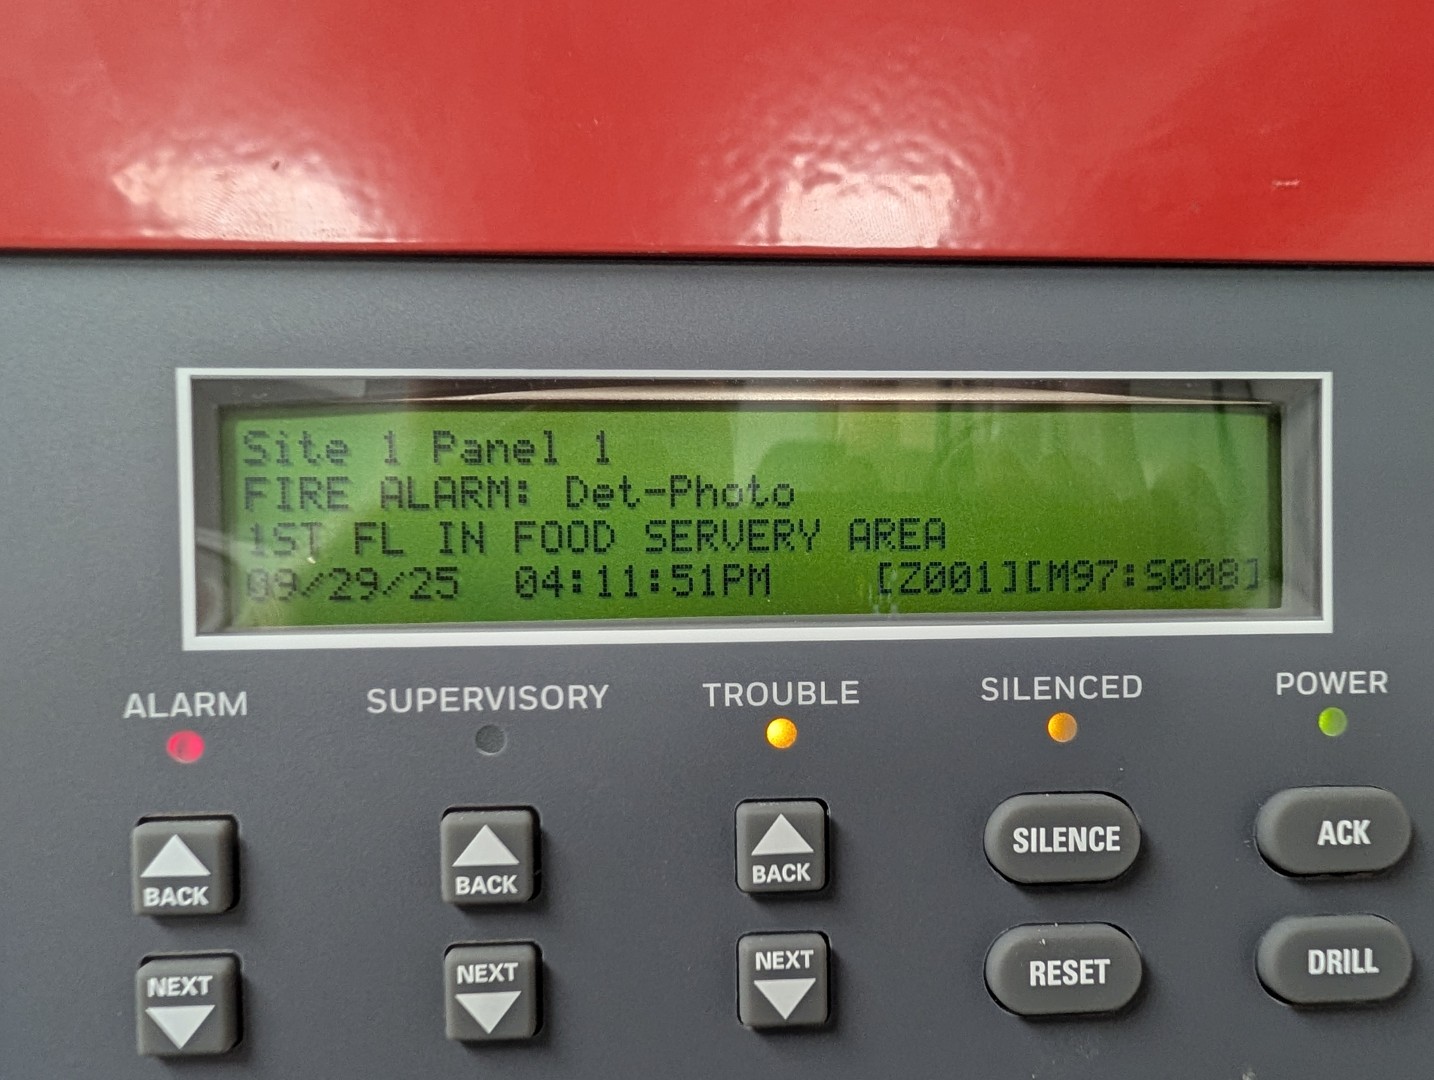 Site 1 Panel 1
FIRE ALARM: Det-Photo
1ST FL IN FOOD SERVERY AREA
09/29/25 04:11:51PM [Z001][M97:S008]
ALARM SUPERVISORY TROUBLE SILENCED POWER
BACK BACK BACK SILENCE ACK
NEXT NEXT NEXT RESET DRILL